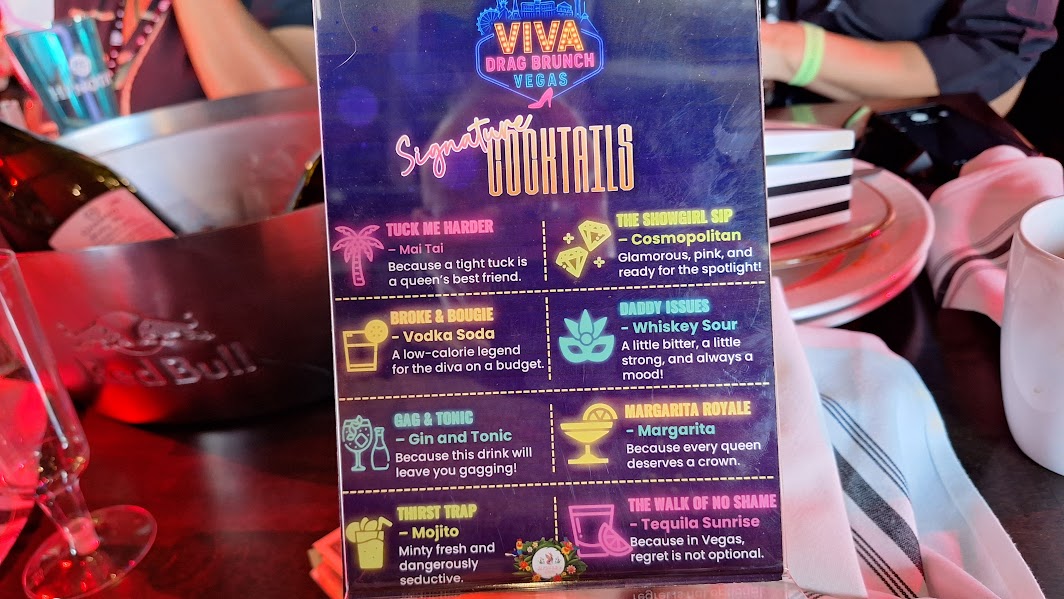 VIVA
DRAG BRUNCH
VEGAS
Signature
COCKTAILS
TUCK ME HARDER
– Mai Tai
Because a tight tuck is
a queen's best friend.
THE SHOWGIRL SIP
– Cosmopolitan
Glamorous, pink, and
ready for the spotlight!
BROKE & BOUGIE
- Vodka Soda
A low-calorie legend
for the diva on a budget.
DADDY ISSUES
- Whiskey Sour
A little bitter, a little
strong, and always a
mood!
GAG & TONIC
– Gin and Tonic
Because this drink will
leave you gagging!
MARGARITA ROYALE
- Margarita
Because every queen
deserves a crown.
THIRST TRAP
– Mojito
Minty fresh and
dangerously
seductive.
THE WALK OF NO SHAME
- Tequila Sunrise
Because in Vegas,
regret is not optional.
Red Bull